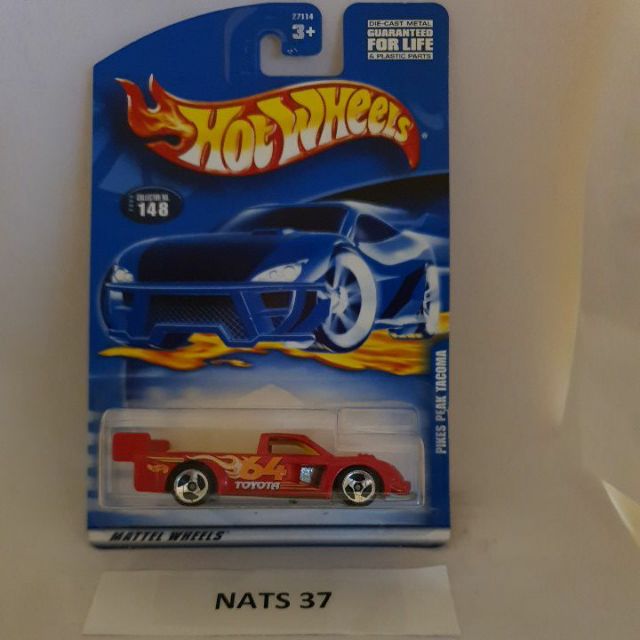 27114
3+
DIE-CAST METAL
GUARANTEED
FOR LIFE
& PLASTIC PARTS
HOT WHEELS
COLLECTOR NO.
148
PIKES PEAK TACOMA
64
TOYOTA
MATTEL WHEELS
NATS 37